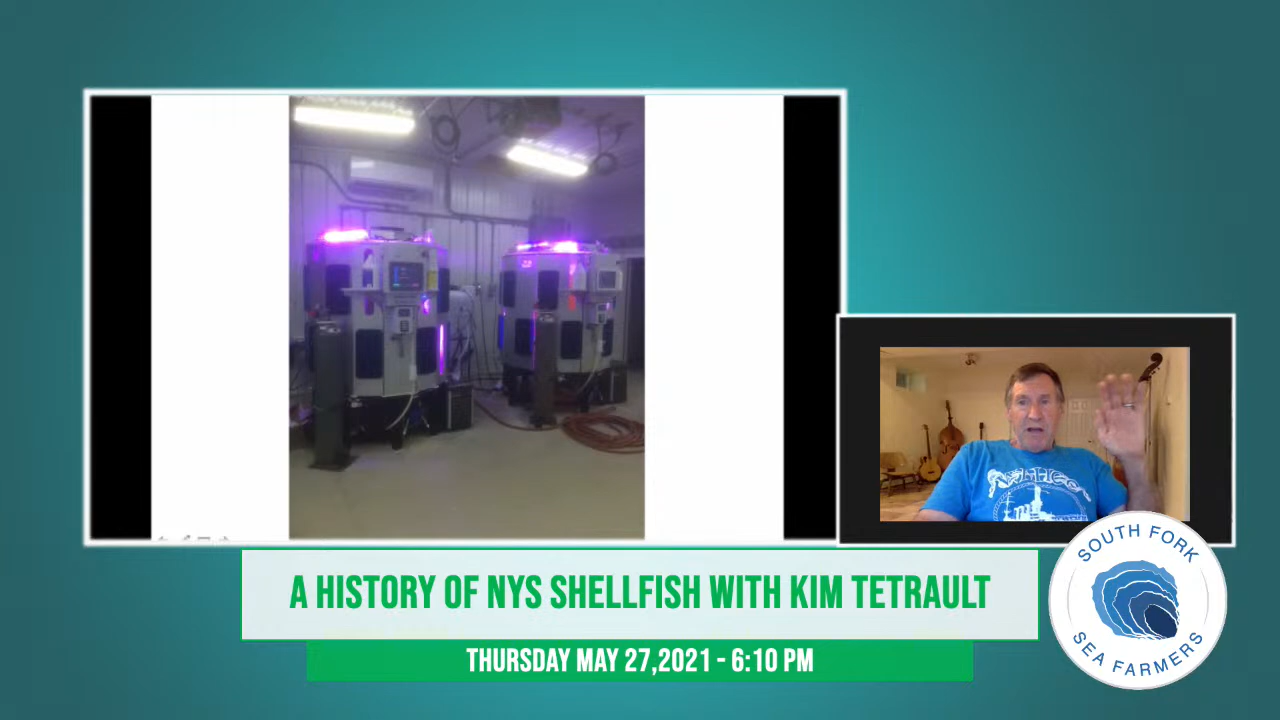 A HISTORY OF NYS SHELLFISH WITH KIM TETRAULT
THURSDAY MAY 27,2021 - 6:10 PM
SOUTH FORK
SEA FARMERS